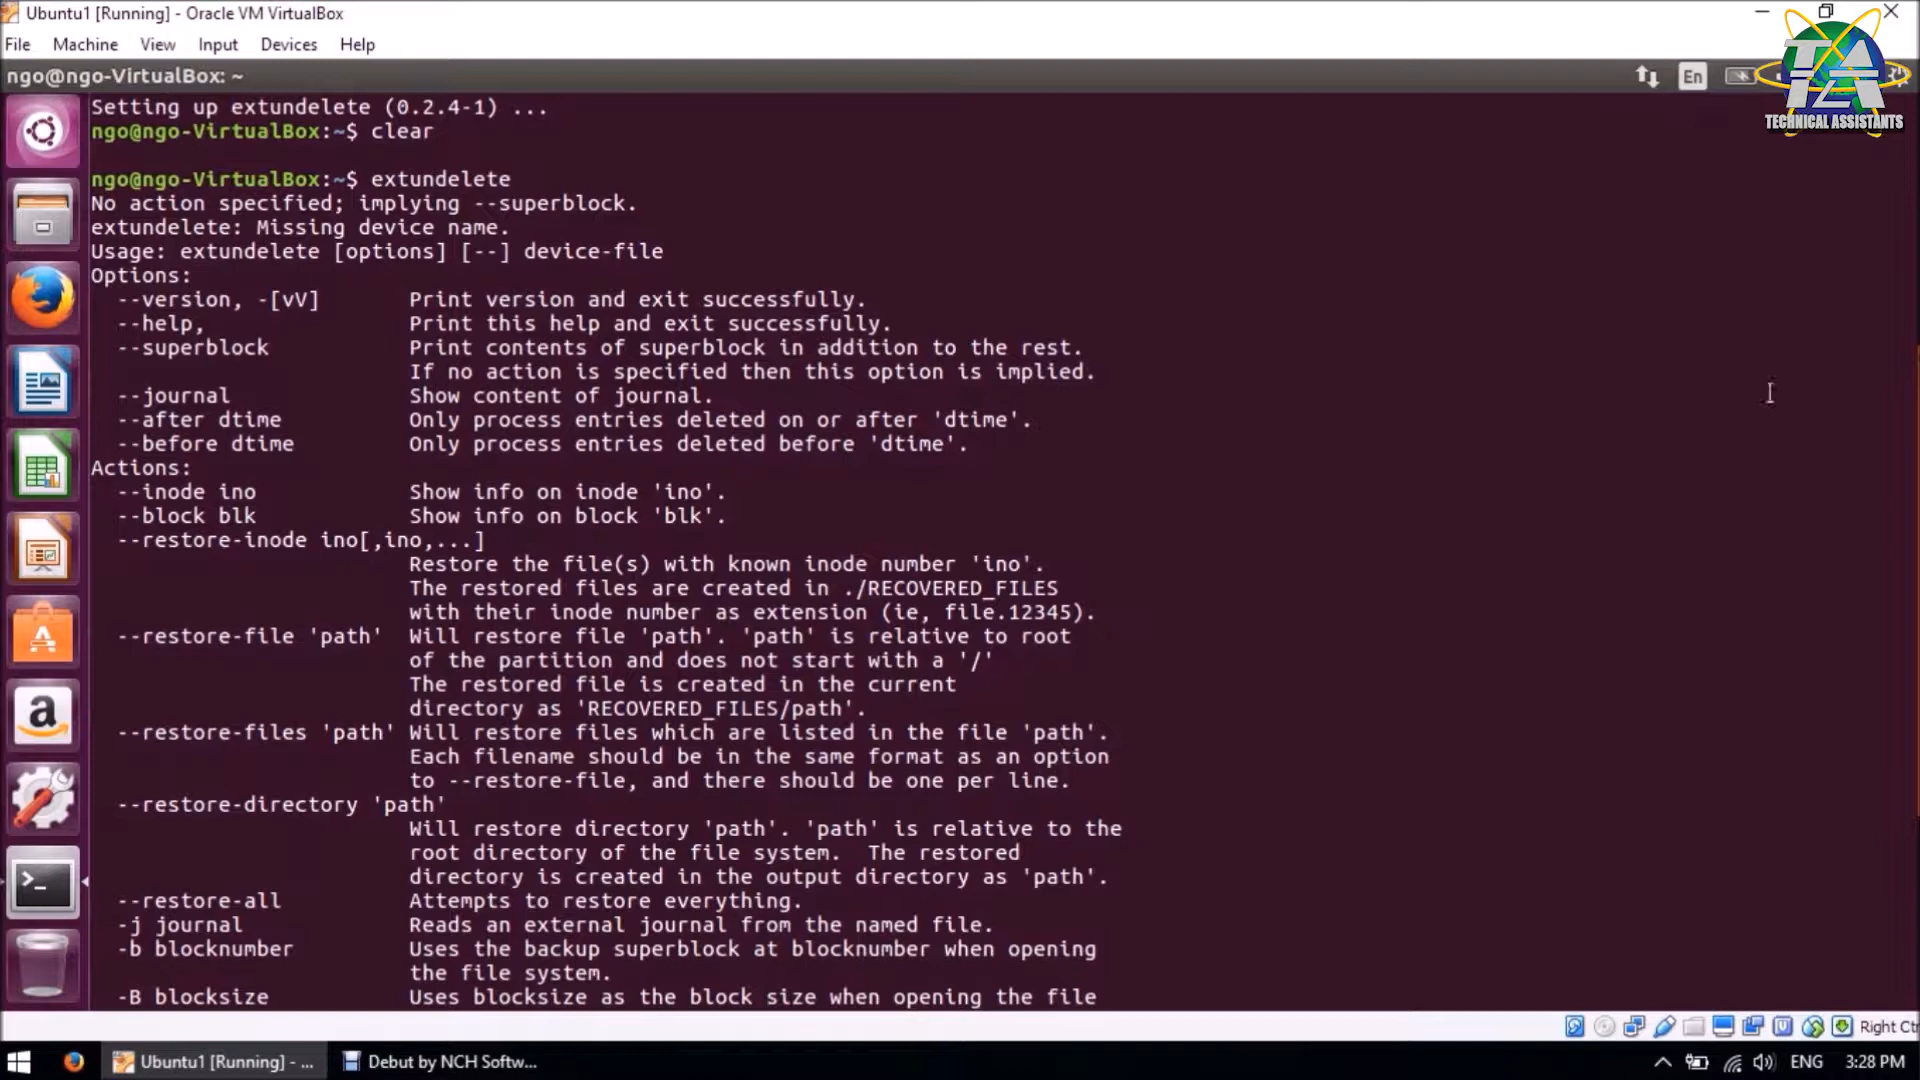 Ubuntu1 [Running] - Oracle VM VirtualBox
File Machine View Input Devices Help
TA
TECHNICAL ASSISTANTS
ngo@ngo-VirtualBox: ~
En
Setting up extundelete (0.2.4-1) ...
ngo@ngo-VirtualBox:~$ clear
ngo@ngo-VirtualBox:~$ extundelete
No action specified; implying --superblock.
extundelete: Missing device name.
Usage: extundelete [options] [--] device-file
Options:
--version, -[vV] Print version and exit successfully.
--help, Print this help and exit successfully.
--superblock Print contents of superblock in addition to the rest.
If no action is specified then this option is implied.
--journal Show content of journal.
--after dtime Only process entries deleted on or after 'dtime'.
--before dtime Only process entries deleted before 'dtime'.
Actions:
--inode ino Show info on inode 'ino'.
--block blk Show info on block 'blk'.
--restore-inode ino[,ino,...]
Restore the file(s) with known inode number 'ino'.
The restored files are created in ./RECOVERED_FILES
with their inode number as extension (ie, file.12345).
--restore-file 'path' Will restore file 'path'. 'path' is relative to root
of the partition and does not start with a '/'
The restored file is created in the current
directory as 'RECOVERED_FILES/path'.
--restore-files 'path' Will restore files which are listed in the file 'path'.
Each filename should be in the same format as an option
to --restore-file, and there should be one per line.
--restore-directory 'path'
Will restore directory 'path'. 'path' is relative to the
root directory of the file system.  The restored
directory is created in the output directory as 'path'.
--restore-all Attempts to restore everything.
-j journal Reads an external journal from the named file.
-b blocknumber Uses the backup superblock at blocknumber when opening
the file system.
-B blocksize Uses blocksize as the block size when opening the file
Right Ctr
Ubuntu1 [Running] - ...
Debut by NCH Softw...
ENG
3:28 PM